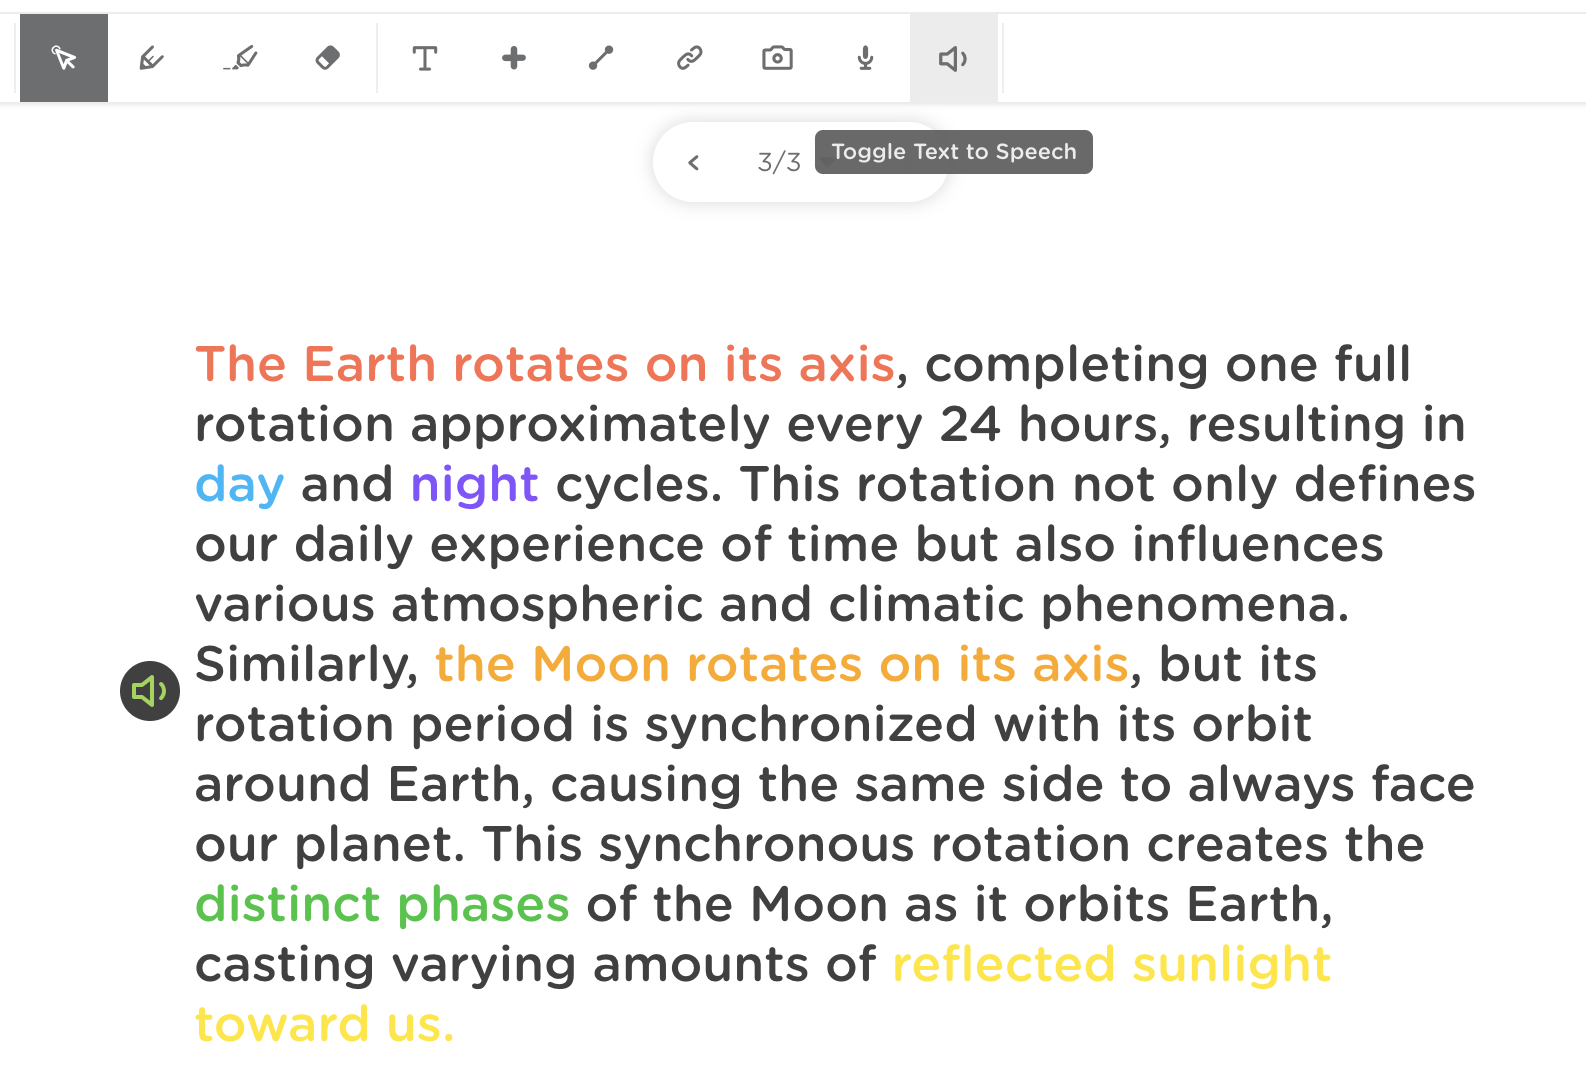 3/3
Toggle Text to Speech
The Earth rotates on its axis, completing one full
rotation approximately every 24 hours, resulting in
day and night cycles. This rotation not only defines
our daily experience of time but also influences
various atmospheric and climatic phenomena.
Similarly, the Moon rotates on its axis, but its
rotation period is synchronized with its orbit
around Earth, causing the same side to always face
our planet. This synchronous rotation creates the
distinct phases of the Moon as it orbits Earth,
casting varying amounts of reflected sunlight
toward us.